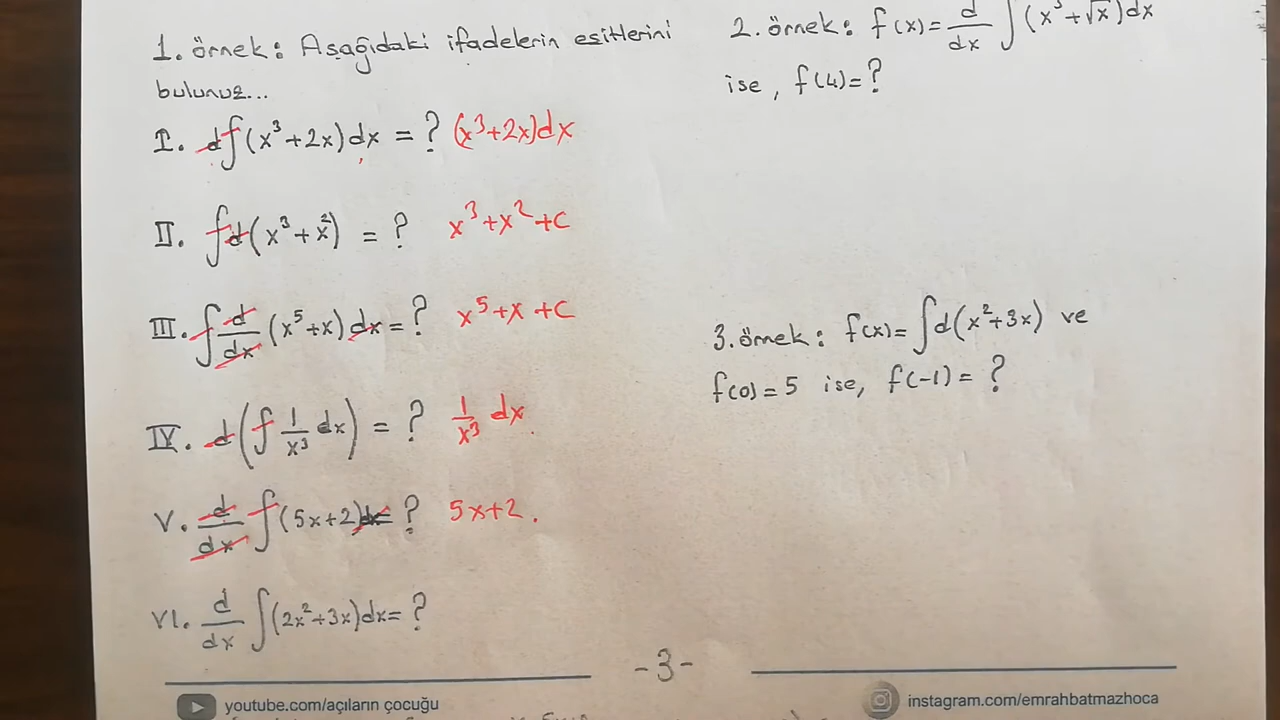 1. örnek: Aşağıdaki ifadelerin eşitlerini
bulunuz...
I. d∫(x³+2x)dx = ? (x³+2x)dx
II. ∫d(x³+x²) = ? x³+x²+c
III. ∫ d/dx (x⁵+x)dx = ? x⁵+x+c
IV. d(∫ 1/x³ dx) = ? 1/x³ dx
V. d/dx ∫(5x+2)dx = ? 5x+2.
VI. d/dx ∫(2x²+3x)dx = ?
2. örnek: f(x) = d/dx ∫(x³+√x)dx
ise, f(4) = ?
3. örnek: f(x) = ∫d(x²+3x) ve
f(0) = 5 ise, f(-1) = ?
-3-
youtube.com/açıların çocuğu
instagram.com/emrahbatmazhoca